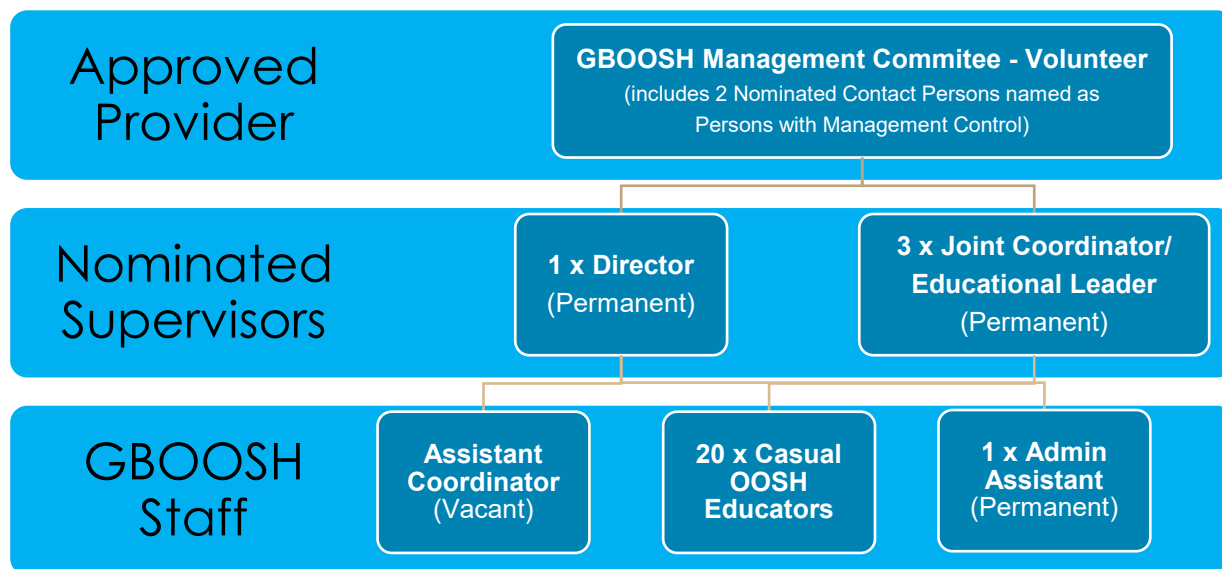 Approved
Provider
GBOOSH Management Commitee - Volunteer
(includes 2 Nominated Contact Persons named as
Persons with Management Control)
Nominated
Supervisors
1 x Director
(Permanent)
3 x Joint Coordinator/
Educational Leader
(Permanent)
GBOOSH
Staff
Assistant
Coordinator
(Vacant)
20 x Casual
OOSH
Educators
1 x Admin
Assistant
(Permanent)